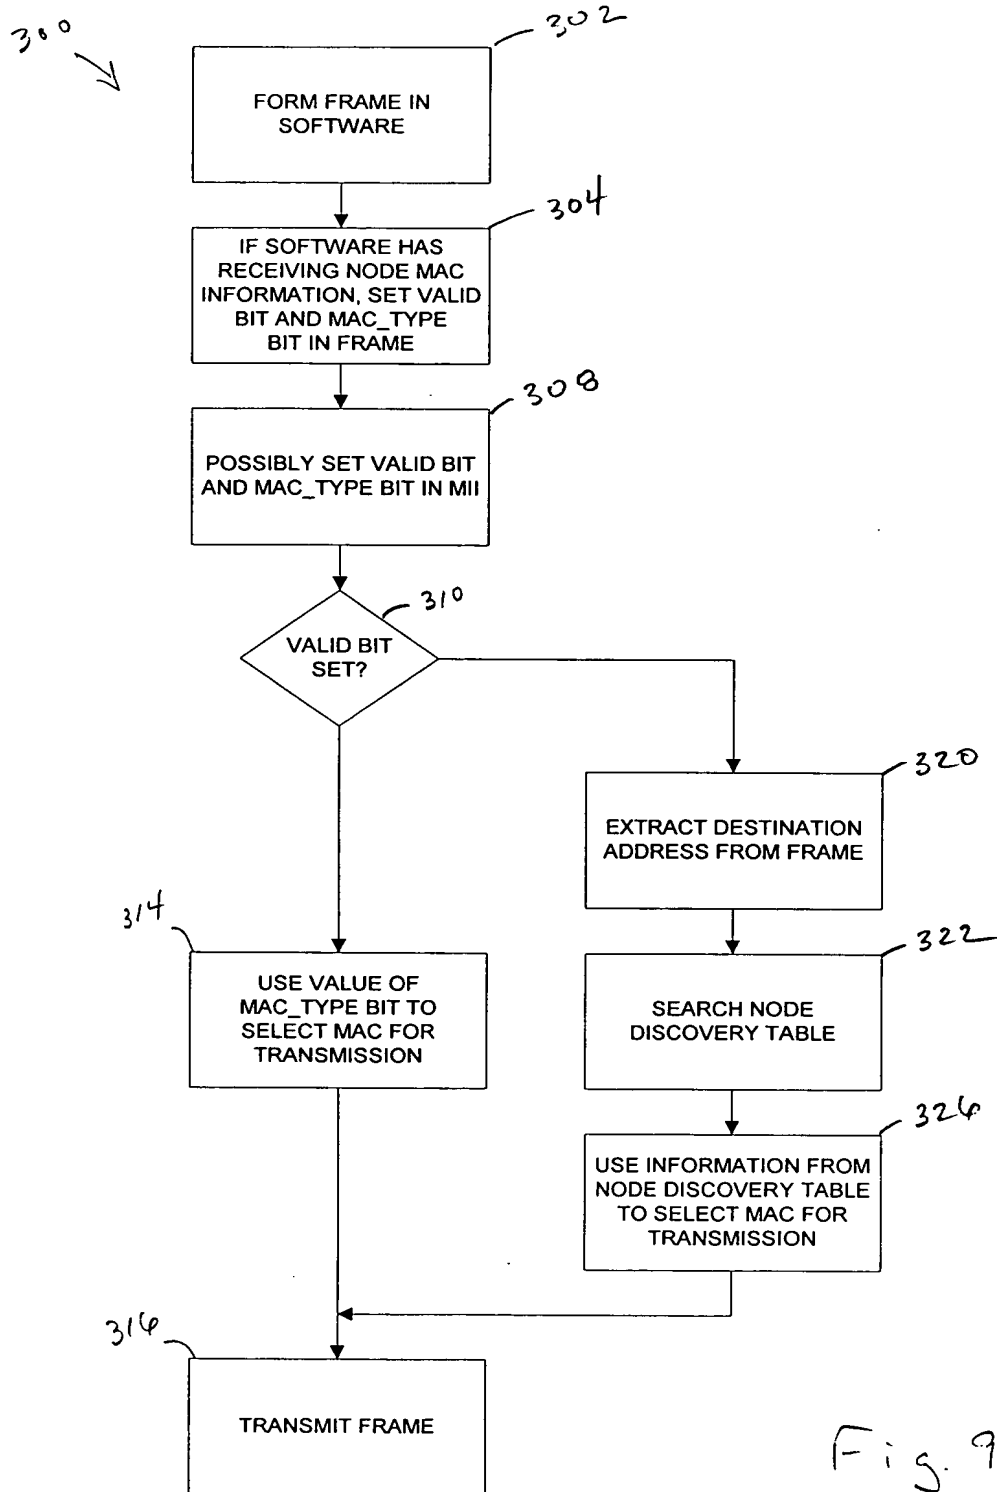 300
302
FORM FRAME IN
SOFTWARE
304
IF SOFTWARE HAS
RECEIVING NODE MAC
INFORMATION, SET VALID
BIT AND MAC_TYPE
BIT IN FRAME
308
POSSIBLY SET VALID BIT
AND MAC_TYPE BIT IN MII
310
VALID BIT
SET?
320
EXTRACT DESTINATION
ADDRESS FROM FRAME
314
USE VALUE OF
MAC_TYPE BIT TO
SELECT MAC FOR
TRANSMISSION
322
SEARCH NODE
DISCOVERY TABLE
326
USE INFORMATION FROM
NODE DISCOVERY TABLE
TO SELECT MAC FOR
TRANSMISSION
316
TRANSMIT FRAME
Fig. 9